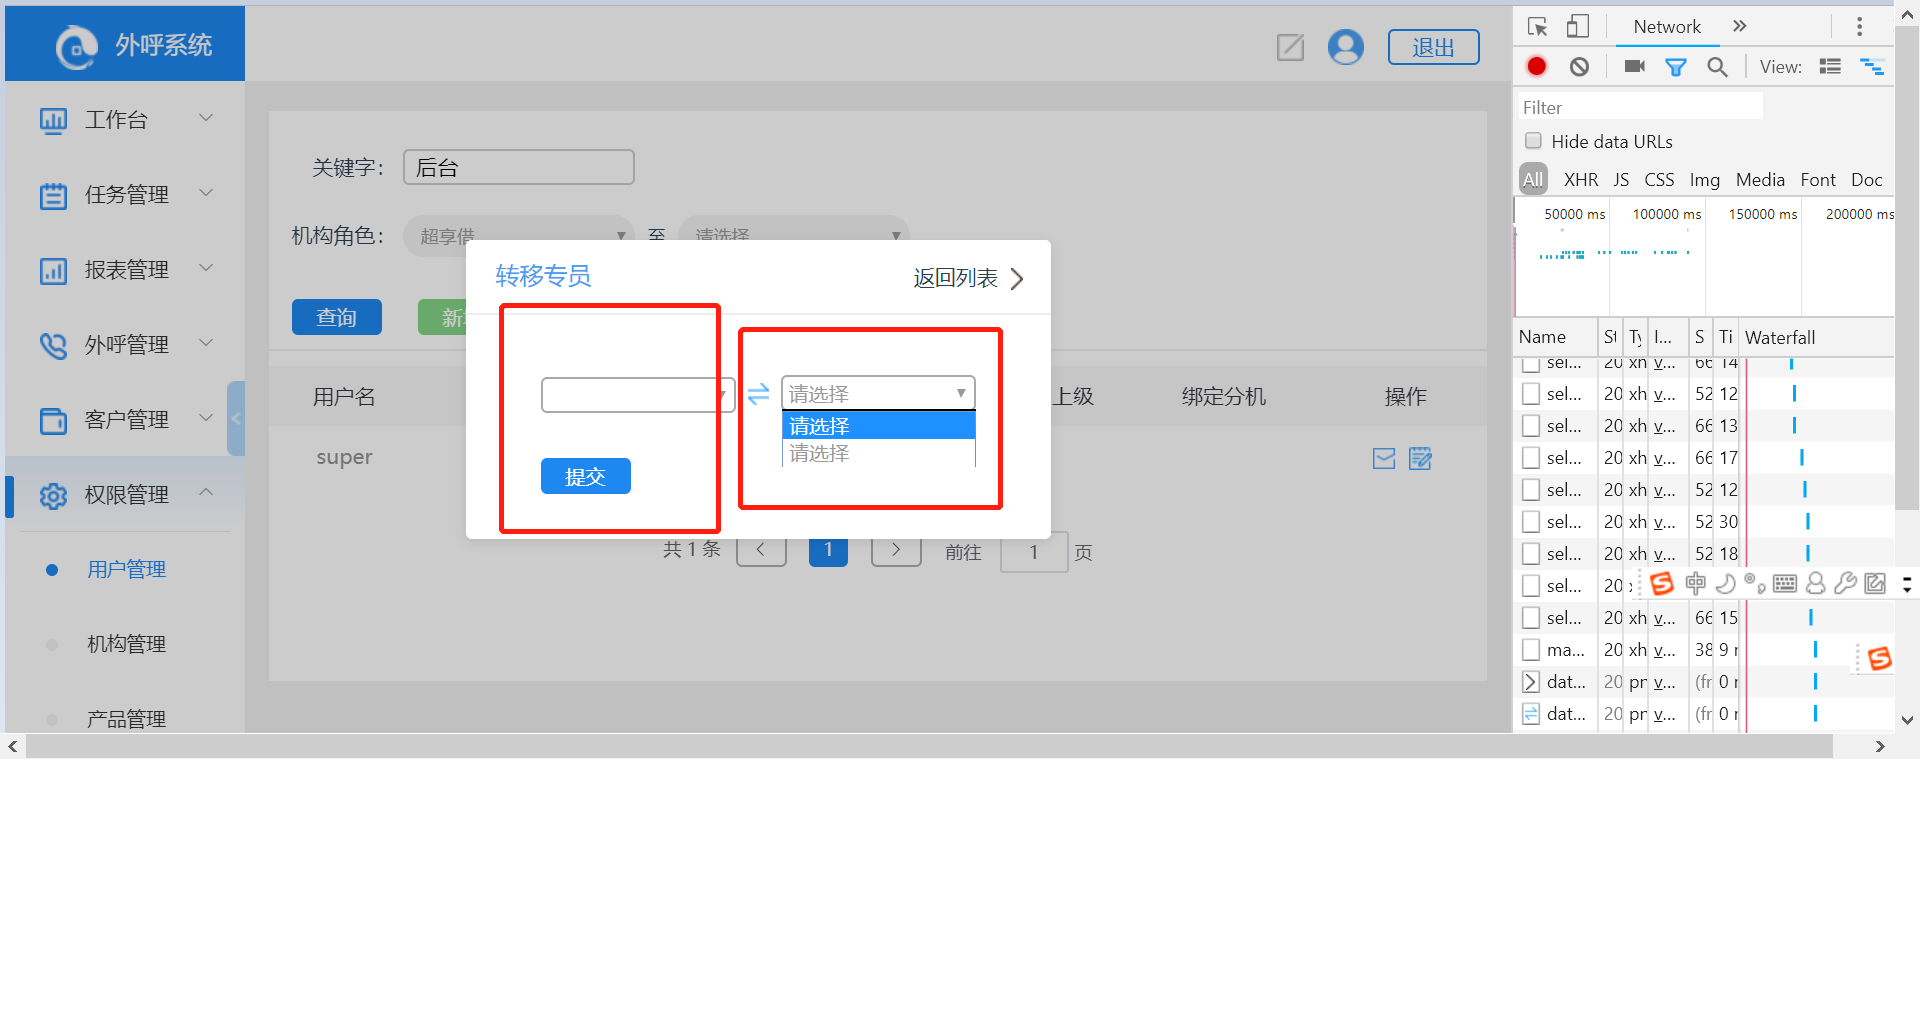 外呼系统
退出
工作台
任务管理
报表管理
外呼管理
客户管理
权限管理
用户管理
机构管理
产品管理
关键字:
后台
机构角色:
超享借
至
请选择
查询
新
用户名
上级
绑定分机
操作
super
共 1 条
1
前往
1
页
转移专员
返回列表
请选择
请选择
请选择
提交
Network
View:
Filter
Hide data URLs
All XHR JS CSS Img Media Font Doc
50000 ms 100000 ms 150000 ms 200000 ms
Name St Ty I... S Ti Waterfall
sel... 20 xh v... 66 14
sel... 20 xh v... 52 12
sel... 20 xh v... 66 13
sel... 20 xh v... 66 17
sel... 20 xh v... 52 12
sel... 20 xh v... 52 30
sel... 20 xh v... 52 18
sel... 20
中
sel... 20 xh v... 66 15
ma... 20 xh v... 38 9
dat... 20 pr v... (fr 0
dat... 20 pr v... (fr 0